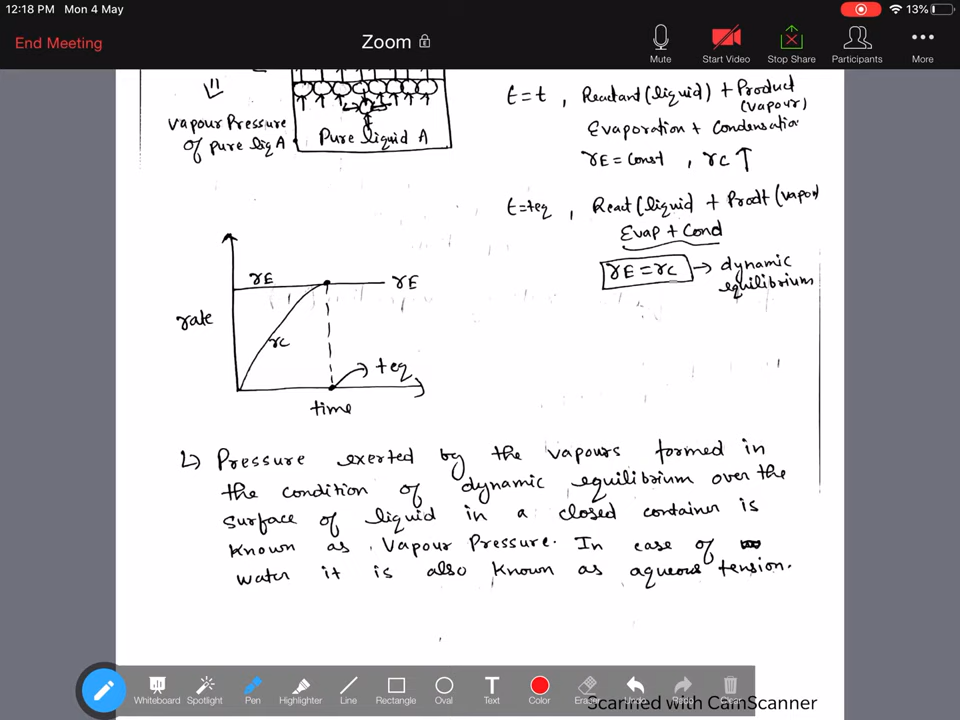 12:18 PM Mon 4 May
13%
End Meeting
Zoom
Mute
Start Video
Stop Share
Participants
More
Vapour Pressure
of pure liq A
Pure liquid A
t=t, Reactant (liquid) + Product
(vapour)
Evaporation + Condensation
rE = Const, rC ↑
t=teq, React (liquid) + Prodt (vapor)
Evap + Cond
rE = rC → dynamic
equilibrium
rE
rE
rate
rC
teq
time
↳ Pressure exerted by the vapours formed in
the condition of dynamic equilibrium over the
surface of liquid in a closed container is
known as Vapour Pressure. In case of
water it is also known as aqueous tension.
Whiteboard
Spotlight
Pen
Highlighter
Line
Rectangle
Oval
Text
Color
Eraser
Undo
Redo
Clear
Scanned with CamScanner